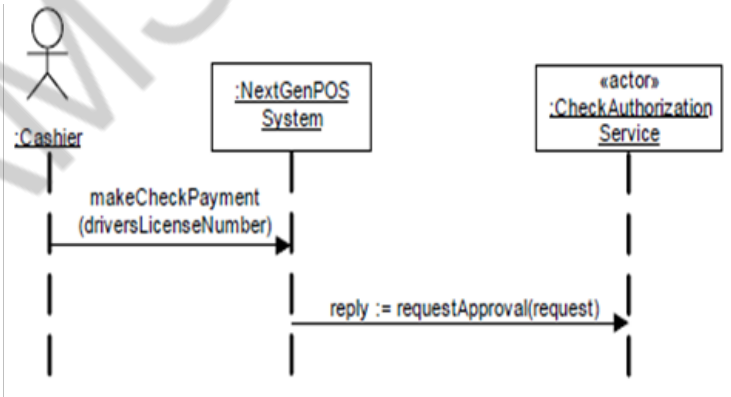 :NextGenPOS
System
«actor»
:CheckAuthorization
Service
:Cashier
makeCheckPayment
(driversLicenseNumber)
reply := requestApproval(request)